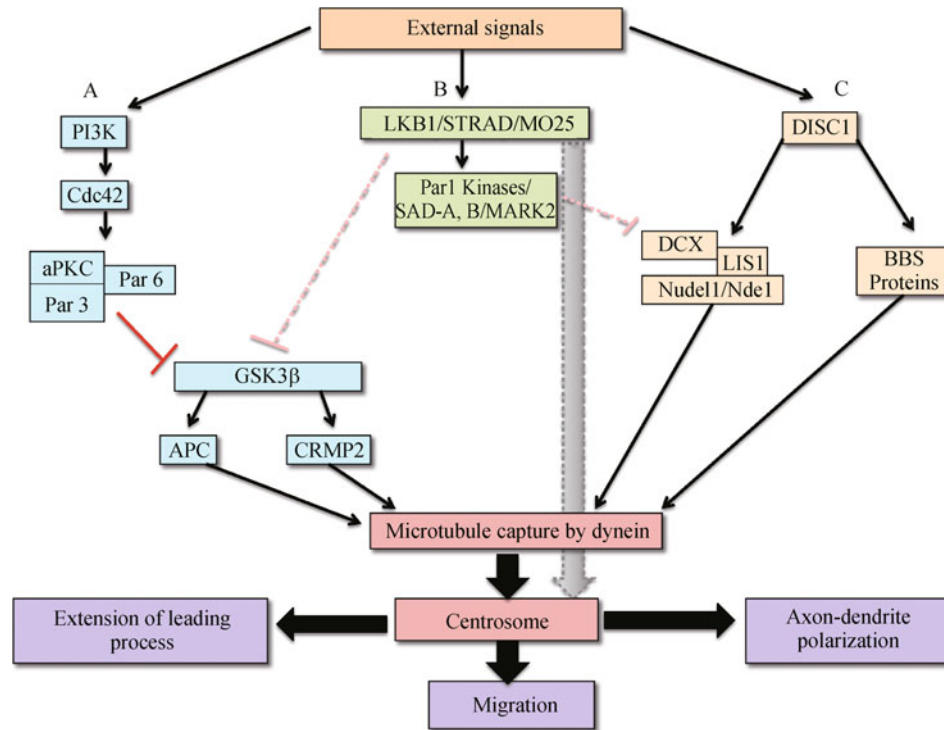 External signals
A
B
C
PI3K
LKB1/STRAD/MO25
DISC1
Cdc42
Par1 Kinases/
SAD-A, B/MARK2
aPKC
Par 6
Par 3
DCX
LIS1
Nudel1/Nde1
BBS
Proteins
GSK3β
APC
CRMP2
Microtubule capture by dynein
Extension of leading
process
Centrosome
Axon-dendrite
polarization
Migration